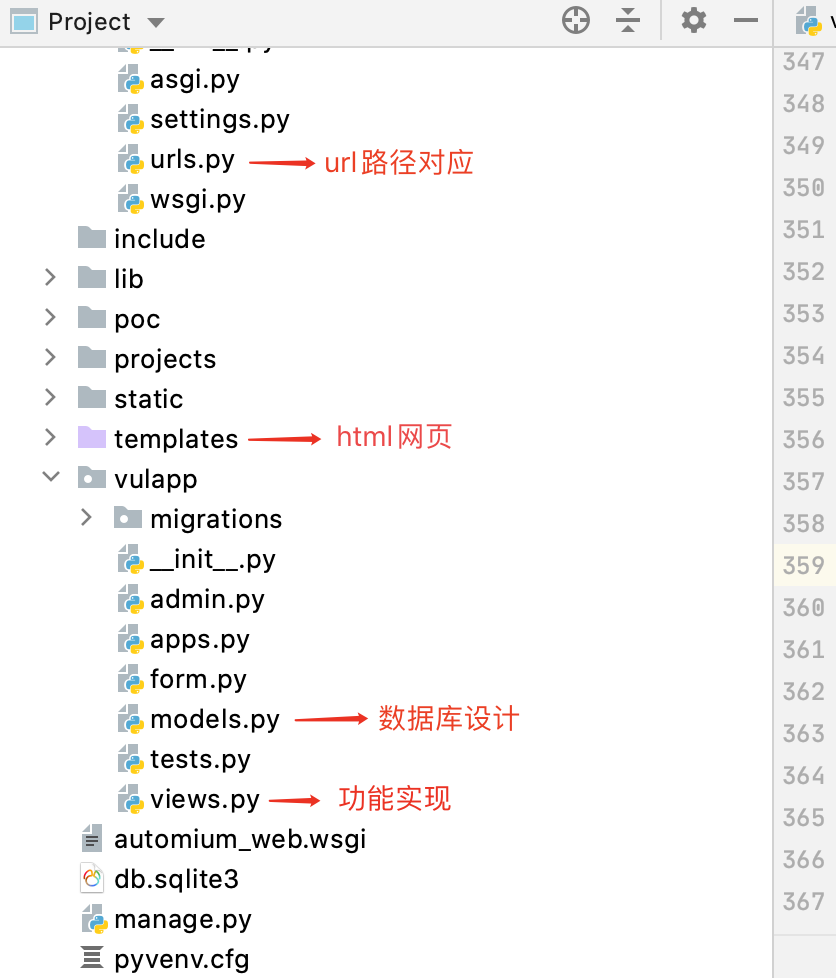 Project
asgi.py
settings.py
urls.py url路径对应
wsgi.py
include
lib
poc
projects
static
templates html网页
vulapp
migrations
__init__.py
admin.py
apps.py
form.py
models.py 数据库设计
tests.py
views.py 功能实现
automium_web.wsgi
db.sqlite3
manage.py
pyvenv.cfg
347
348
349
350
351
352
353
354
355
356
357
358
359
360
361
362
363
364
365
366
367